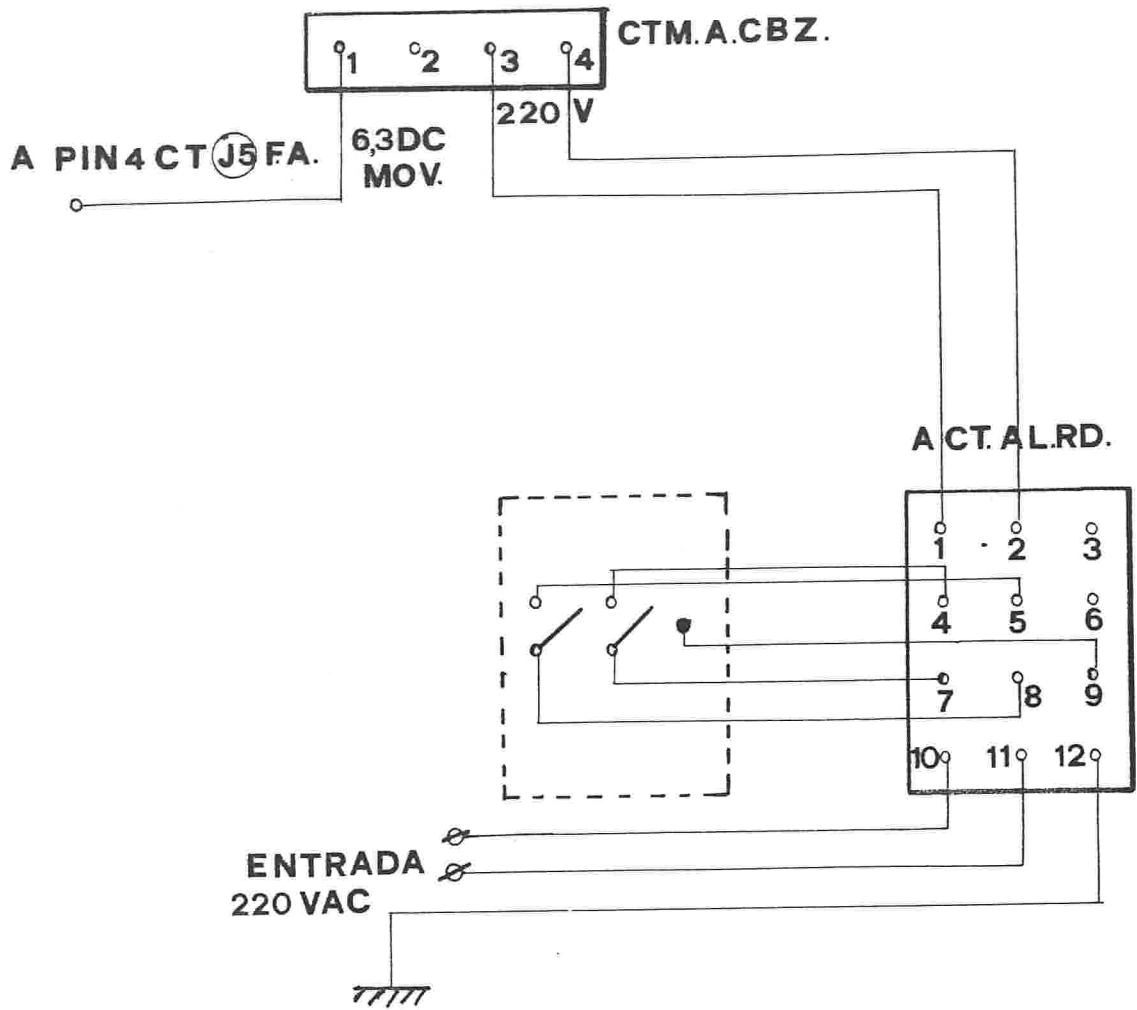 CTM.A.CBZ.
1 2 3 4
220 V
A PIN 4 CT J5 F.A.
6,3DC
MOV.
A CT. AL.RD.
1 2 3
4 5 6
7 8 9
10 11 12
ENTRADA
220 VAC